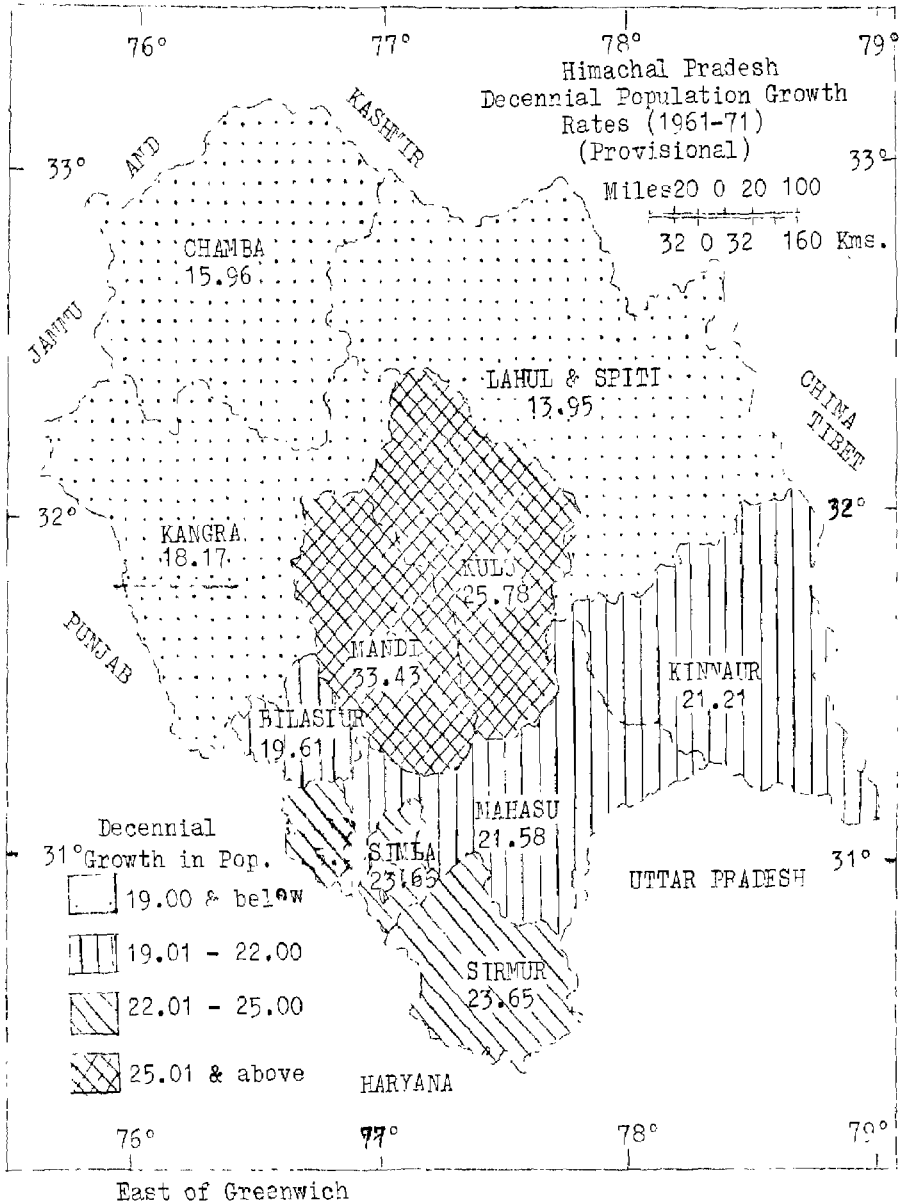 76° 77° 78° 79°
Himachal Pradesh
Decennial Population Growth
Rates (1961-71)
(Provisional)
KASHMIR
AND
33° 33°
Miles 20 0 20 100
32 0 32 160 Kms.
CHAMBA
15.96
JAMMU
LAHUL & SPITI
13.95
CHINA
TIBET
32° 32°
KANGRA
18.17
KULU
25.78
PUNJAB
MANDI
33.43
KINNAUR
21.21
BILASIUR
19.61
MAHASU
21.58
Decennial
Growth in Pop.
31° 31°
SIMLA
23.65
UTTAR PRADESH
19.00 & below
19.01 - 22.00
SIRMUR
23.65
22.01 - 25.00
25.01 & above
HARYANA
76° 77° 78° 79°
East of Greenwich